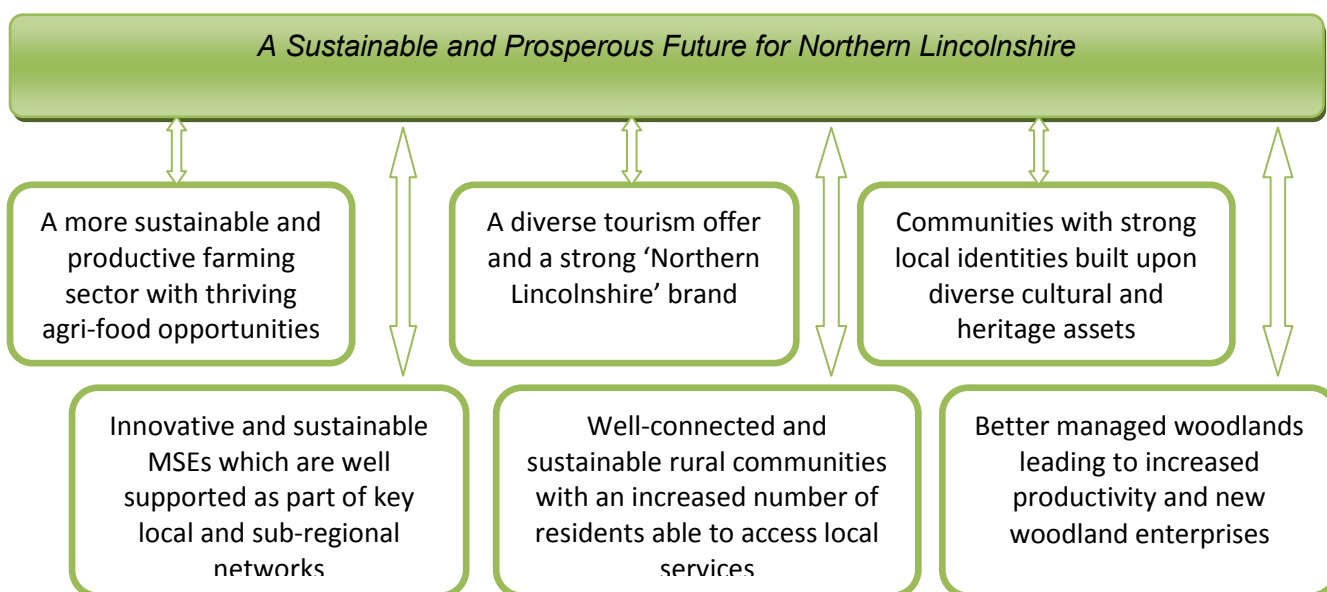 A Sustainable and Prosperous Future for Northern Lincolnshire
A more sustainable and
productive farming
sector with thriving
agri-food opportunities
A diverse tourism offer
and a strong ‘Northern
Lincolnshire’ brand
Communities with strong
local identities built upon
diverse cultural and
heritage assets
Innovative and sustainable
MSEs which are well
supported as part of key
local and sub-regional
networks
Well-connected and
sustainable rural communities
with an increased number of
residents able to access local
services
Better managed woodlands
leading to increased
productivity and new
woodland enterprises